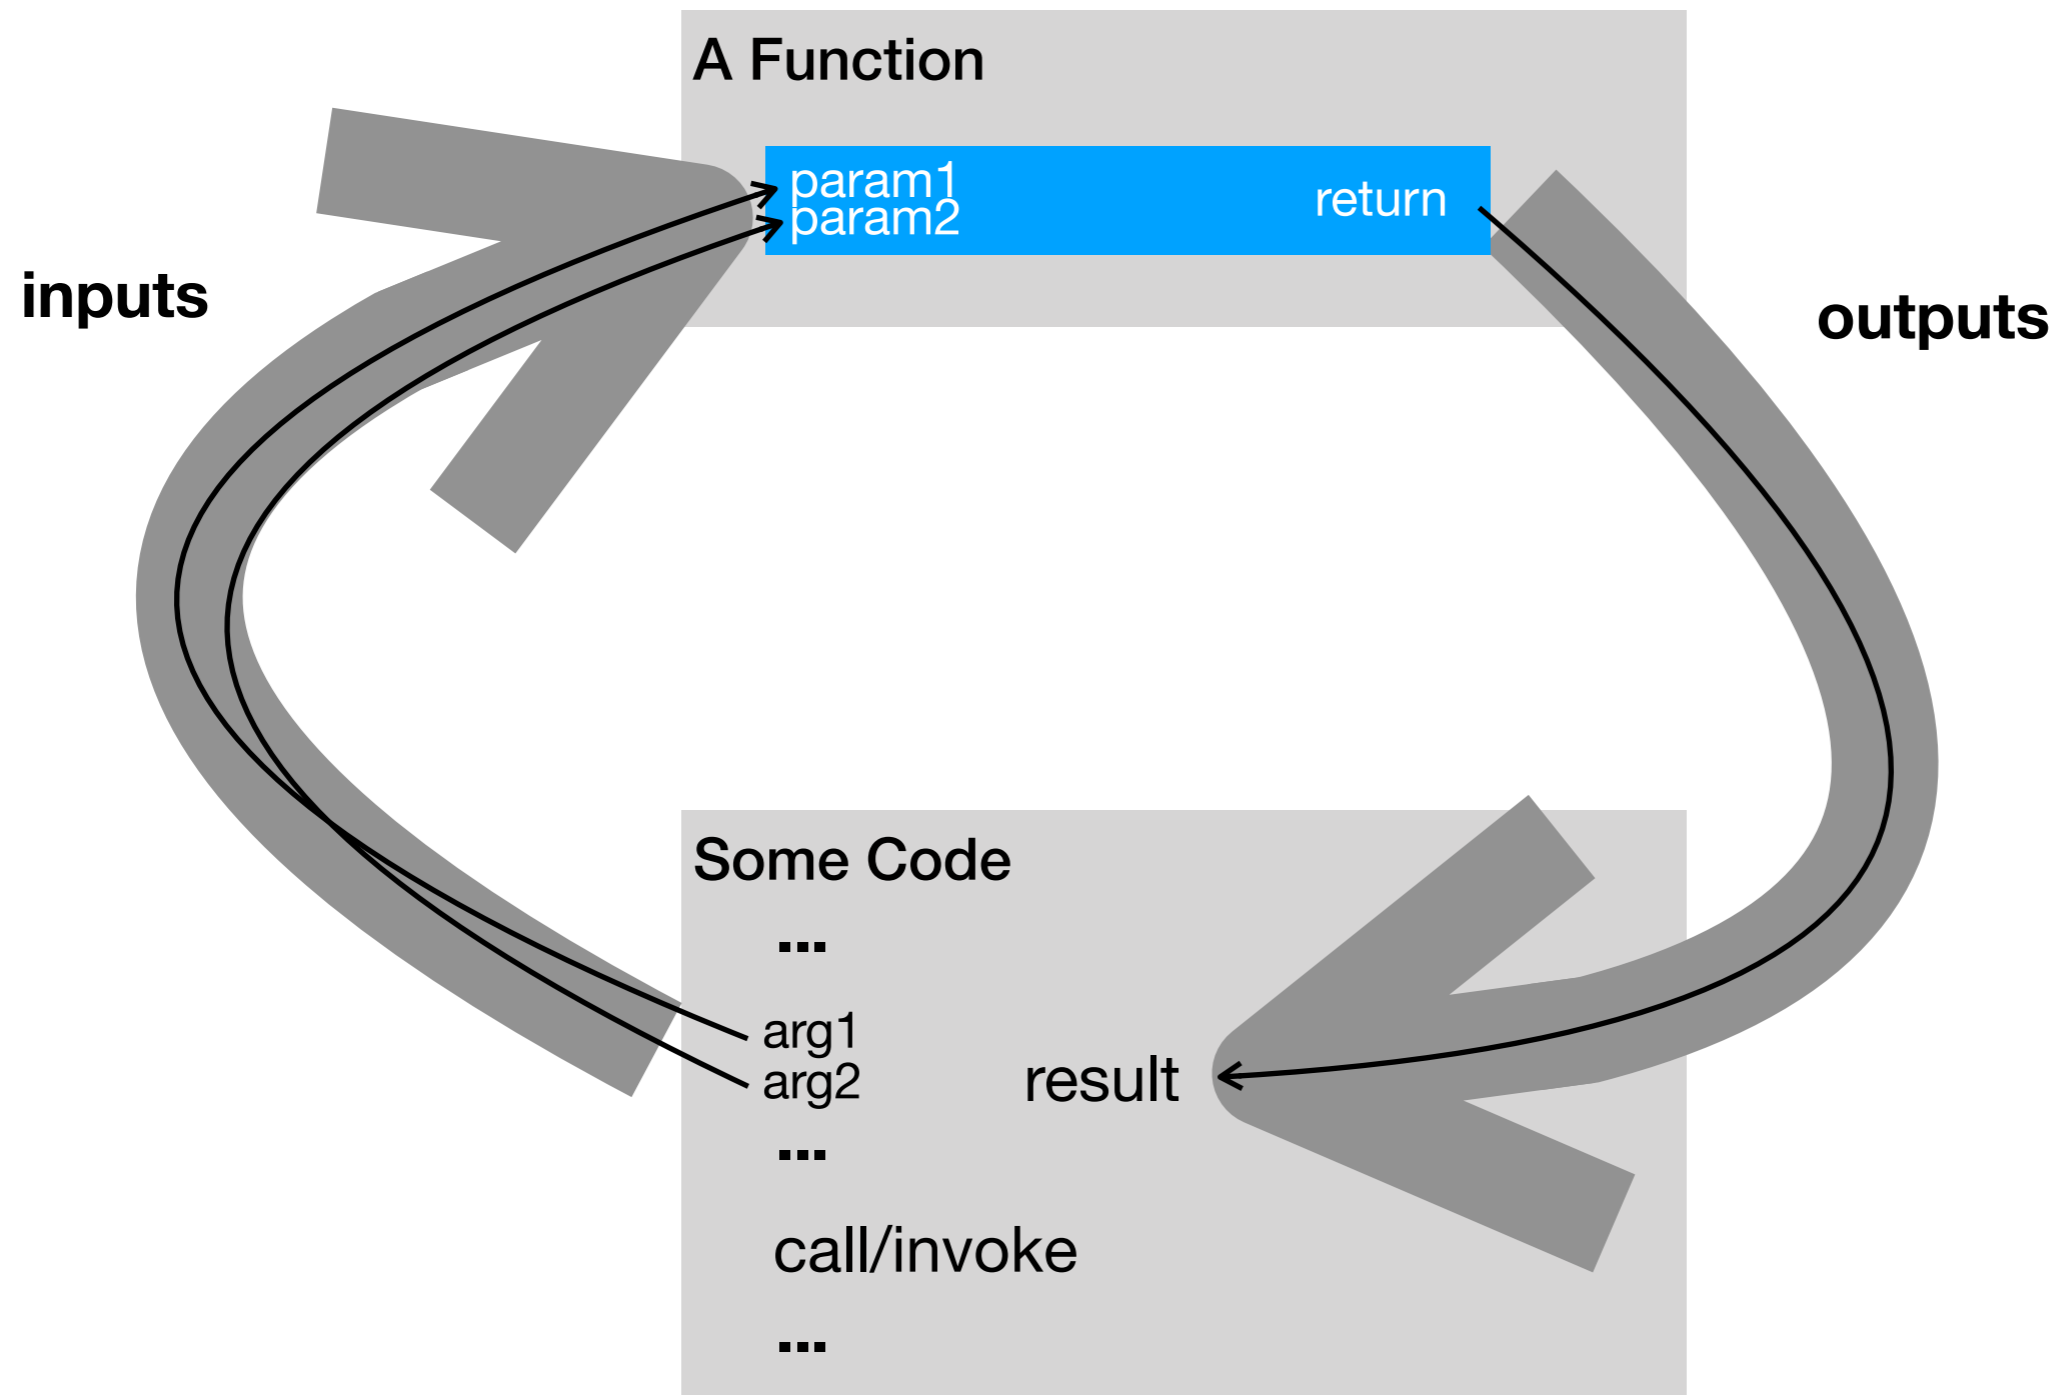 A Function
param1
param2
return
inputs
outputs
Some Code
...
arg1
arg2
result
...
call/invoke
...